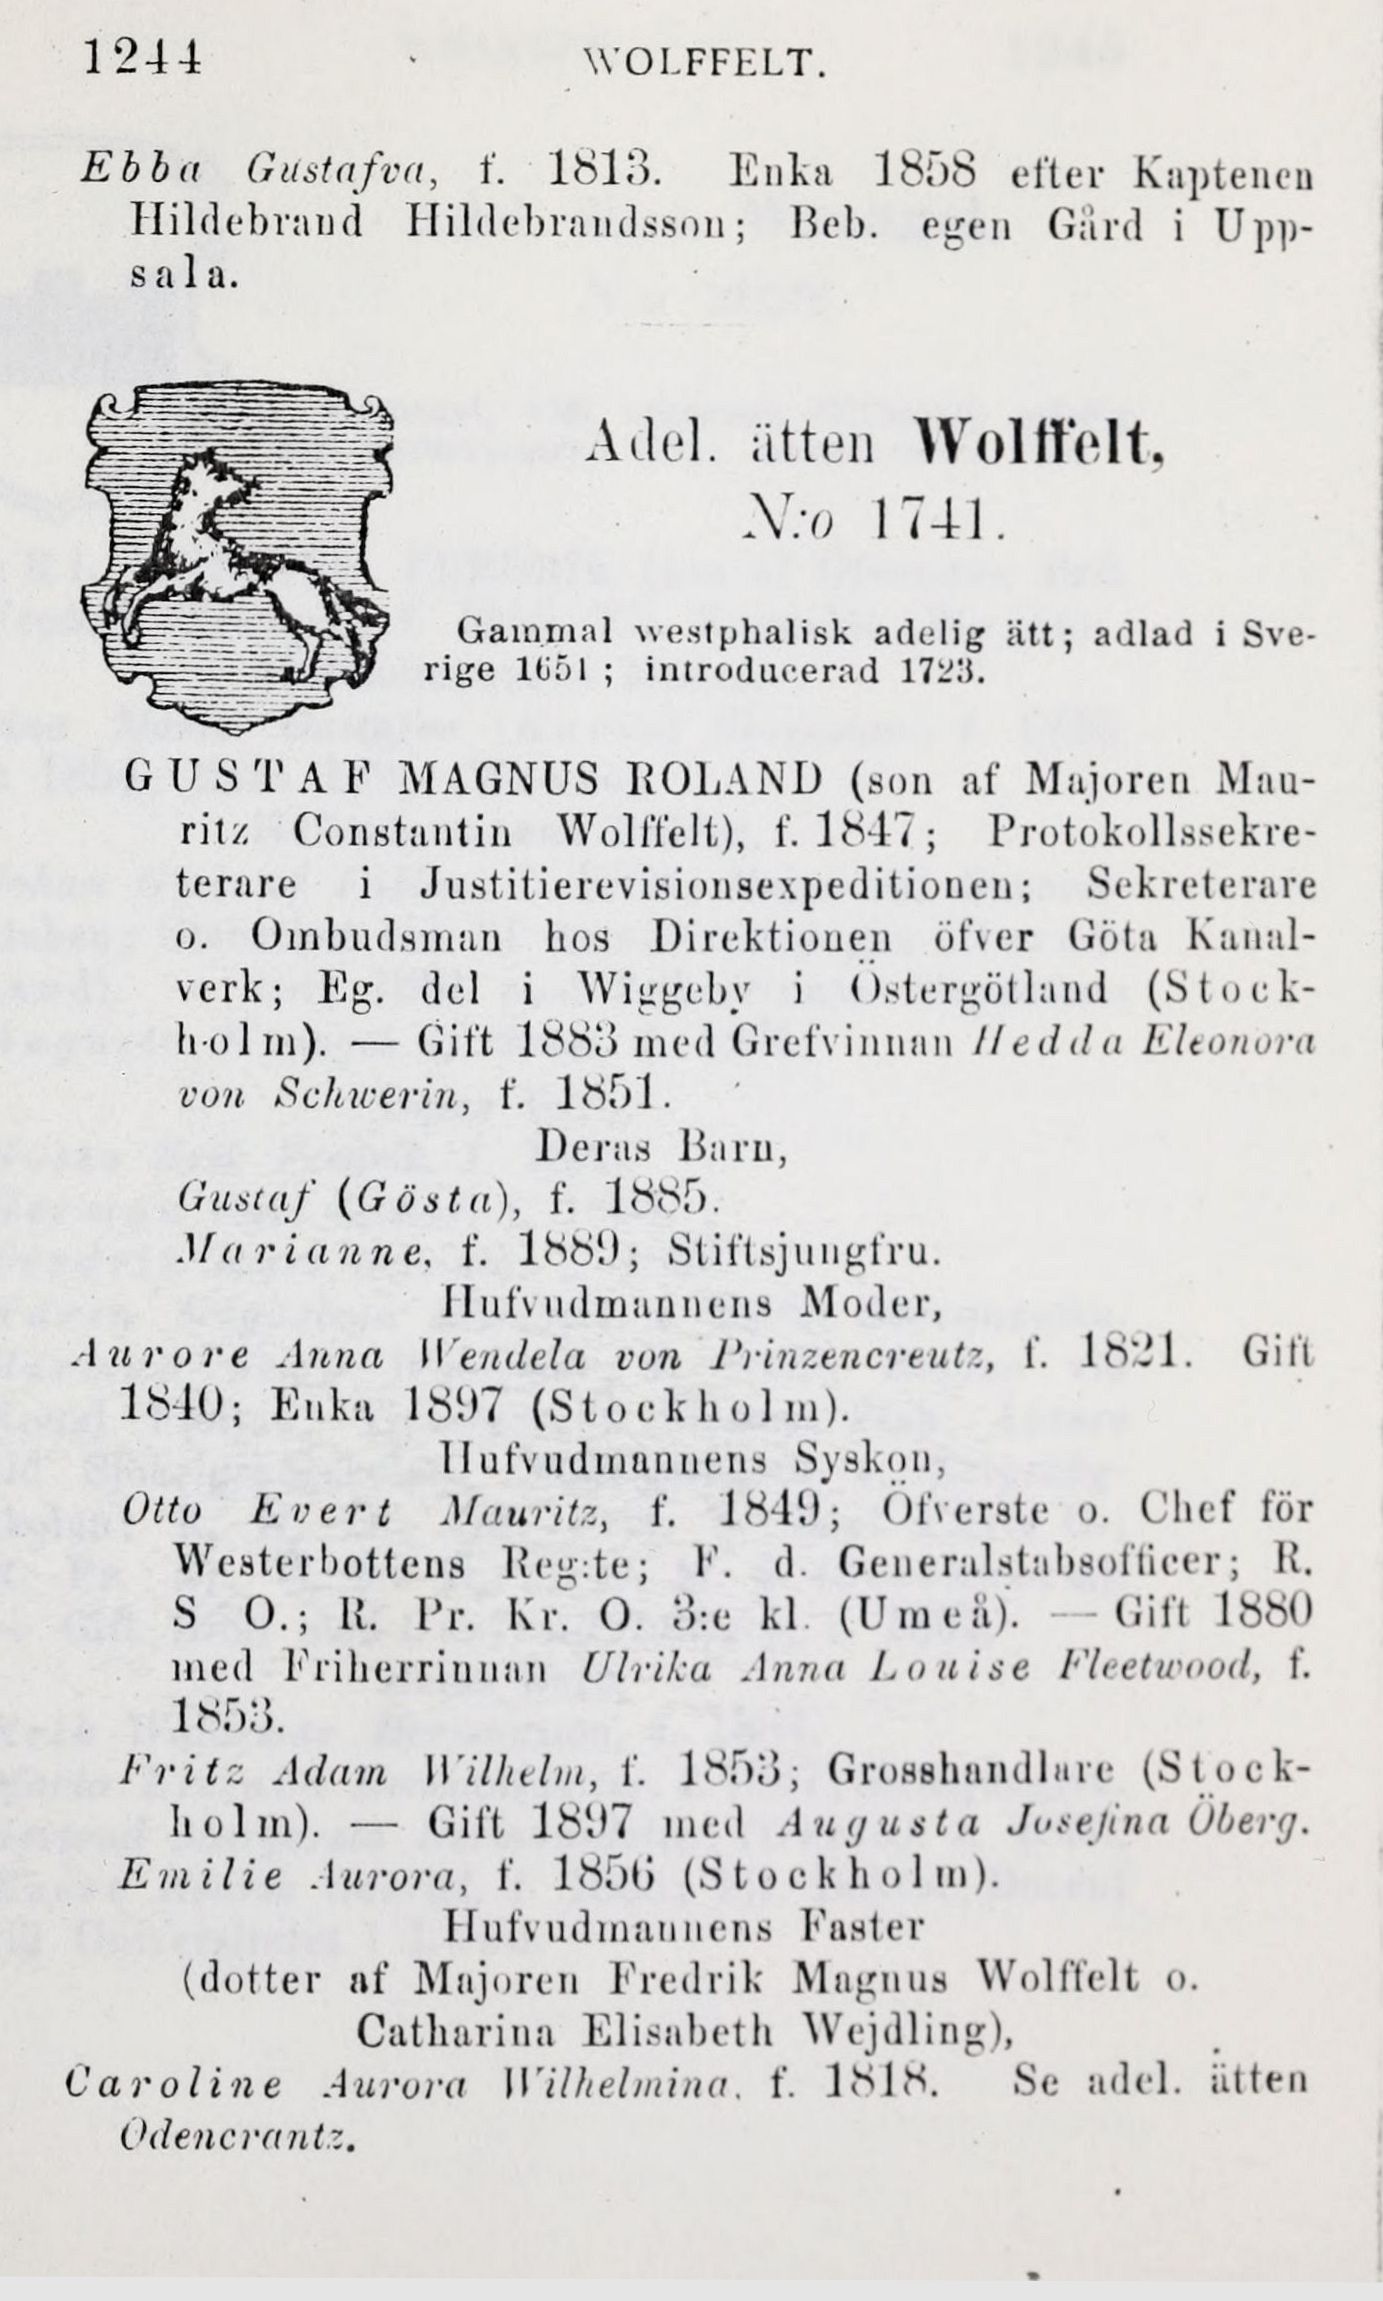 1244
WOLFFELT.
Ebba Gustafva, f. 1813. Enka 1858 efter Kaptenen
Hildebrand Hildebrandsson; Beb. egen Gård i Upp-
sala.
Adel. ätten Wolffelt,
N:o 1741.
Gammal westphalisk adelig ätt; adlad i Sve-
rige 1651; introducerad 1723.
GUSTAF MAGNUS ROLAND (son af Majoren Mau-
ritz Constantin Wolffelt), f. 1847; Protokollssekre-
terare i Justitierevisionsexpeditionen; Sekreterare
o. Ombudsman hos Direktionen öfver Göta Kanal-
verk; Eg. del i Wiggeby i Östergötland (Stock-
holm). — Gift 1883 med Grefvinnan Hedda Eleonora
von Schwerin, f. 1851.
Deras Barn,
Gustaf (Gösta), f. 1885.
Marianne, f. 1889; Stiftsjungfru.
Hufvudmannens Moder,
Aurore Anna Wendela von Prinzencreutz, f. 1821. Gift
1840; Enka 1897 (Stockholm).
Hufvudmannens Syskon,
Otto Evert Mauritz, f. 1849; Öfverste o. Chef för
Westerbottens Reg:te; F. d. Generalstabsofficer; R.
S O.; R. Pr. Kr. O. 3:e kl. (Umeå). — Gift 1880
med Friherrinnan Ulrika Anna Louise Fleetwood, f.
1853.
Fritz Adam Wilhelm, f. 1853; Grosshandlare (Stock-
holm). — Gift 1897 med Augusta Josefina Öberg.
Emilie Aurora, f. 1856 (Stockholm).
Hufvudmannens Faster
(dotter af Majoren Fredrik Magnus Wolffelt o.
Catharina Elisabeth Wejdling),
Caroline Aurora Wilhelmina, f. 1818. Se adel. ätten
Odencrantz.